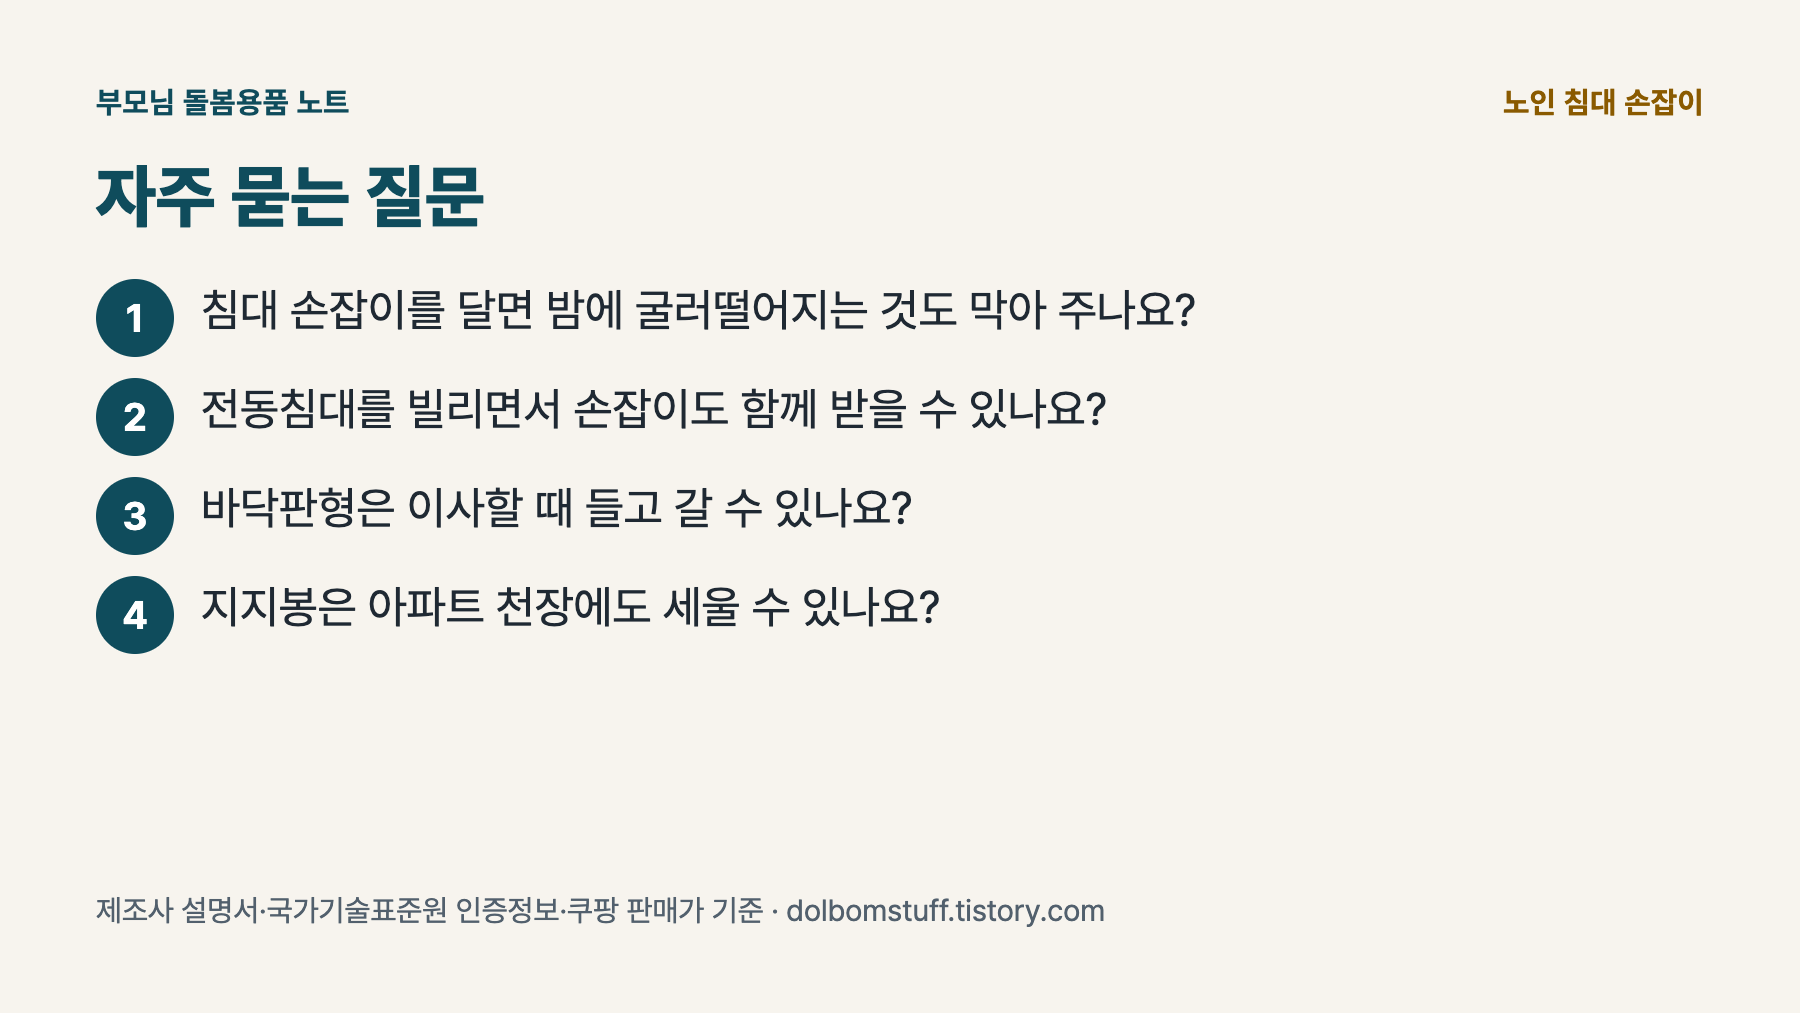 부모님 돌봄용품 노트
노인 침대 손잡이
자주 묻는 질문
1 침대 손잡이를 달면 밤에 굴러떨어지는 것도 막아 주나요?
2 전동침대를 빌리면서 손잡이도 함께 받을 수 있나요?
3 바닥판형은 이사할 때 들고 갈 수 있나요?
4 지지봉은 아파트 천장에도 세울 수 있나요?
제조사 설명서·국가기술표준원 인증정보·쿠팡 판매가 기준 · dolbomstuff.tistory.com